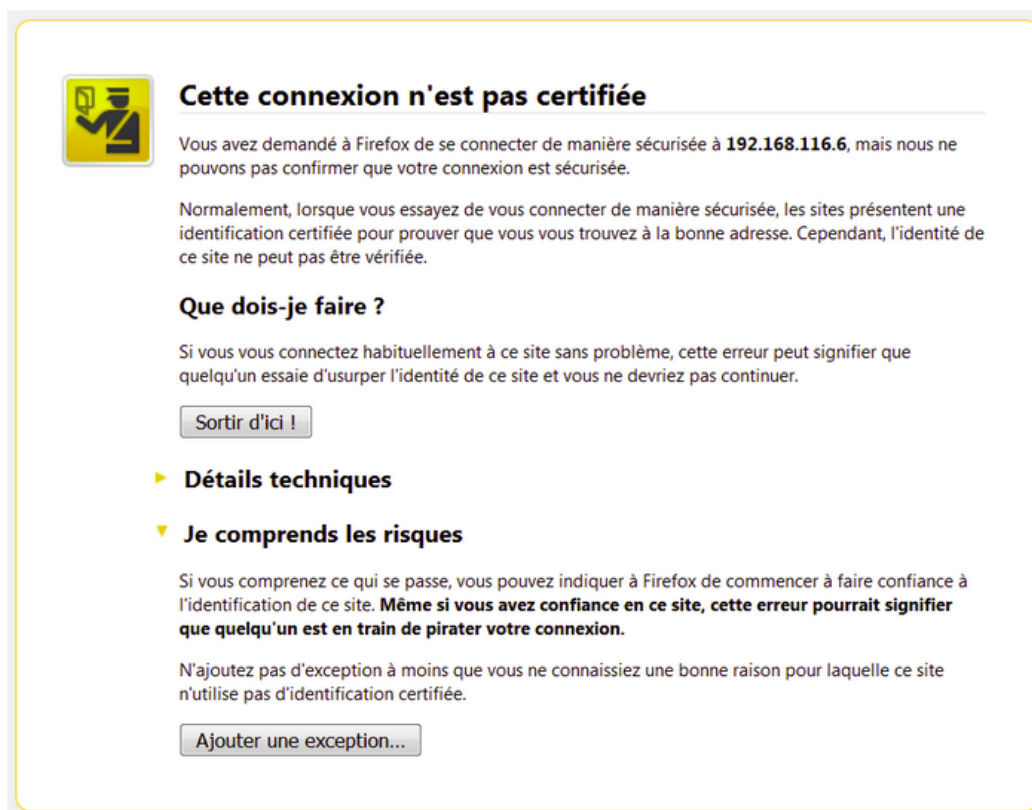 Cette connexion n'est pas certifiée
Vous avez demandé à Firefox de se connecter de manière sécurisée à 192.168.116.6, mais nous ne
pouvons pas confirmer que votre connexion est sécurisée.
Normalement, lorsque vous essayez de vous connecter de manière sécurisée, les sites présentent une
identification certifiée pour prouver que vous vous trouvez à la bonne adresse. Cependant, l'identité de
ce site ne peut pas être vérifiée.
Que dois-je faire ?
Si vous vous connectez habituellement à ce site sans problème, cette erreur peut signifier que
quelqu'un essaie d'usurper l'identité de ce site et vous ne devriez pas continuer.
Sortir d'ici !
Détails techniques
Je comprends les risques
Si vous comprenez ce qui se passe, vous pouvez indiquer à Firefox de commencer à faire confiance à
l'identification de ce site. Même si vous avez confiance en ce site, cette erreur pourrait signifier
que quelqu'un est en train de pirater votre connexion.
N'ajoutez pas d'exception à moins que vous ne connaissiez une bonne raison pour laquelle ce site
n'utilise pas d'identification certifiée.
Ajouter une exception...